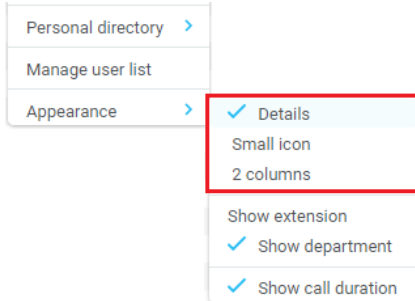 Personal directory
Manage user list
Appearance
Details
Small icon
2 columns
Show extension
Show department
Show call duration